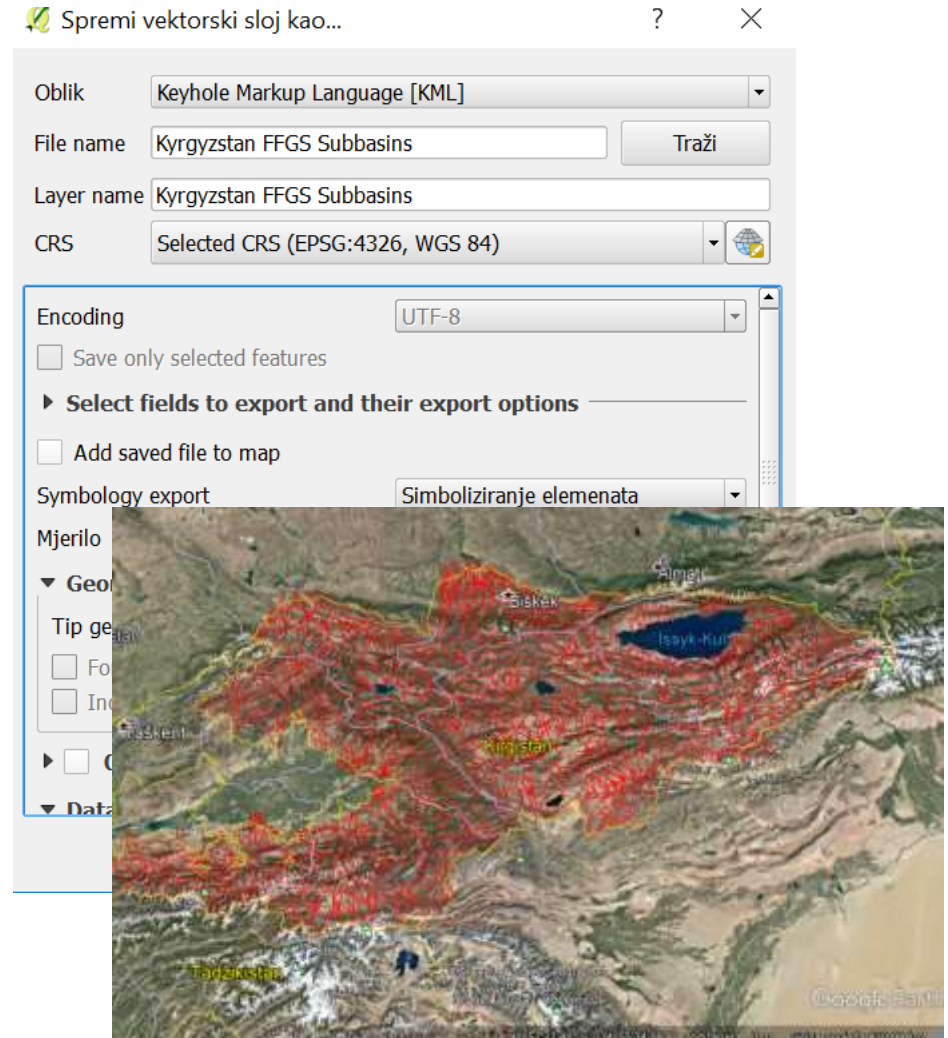 Spremi vektorski sloj kao...
Oblik Keyhole Markup Language [KML]
File name Kyrgyzstan FFGS Subbasins Traži
Layer name Kyrgyzstan FFGS Subbasins
CRS Selected CRS (EPSG:4326, WGS 84)
Encoding UTF-8
Save only selected features
Select fields to export and their export options
Add saved file to map
Symbology export Simboliziranje elemenata
Mjerilo
Almati
Biškek
Issyk-Kul
Taškent
Kirgistan
Tadžikistan
Google Earth